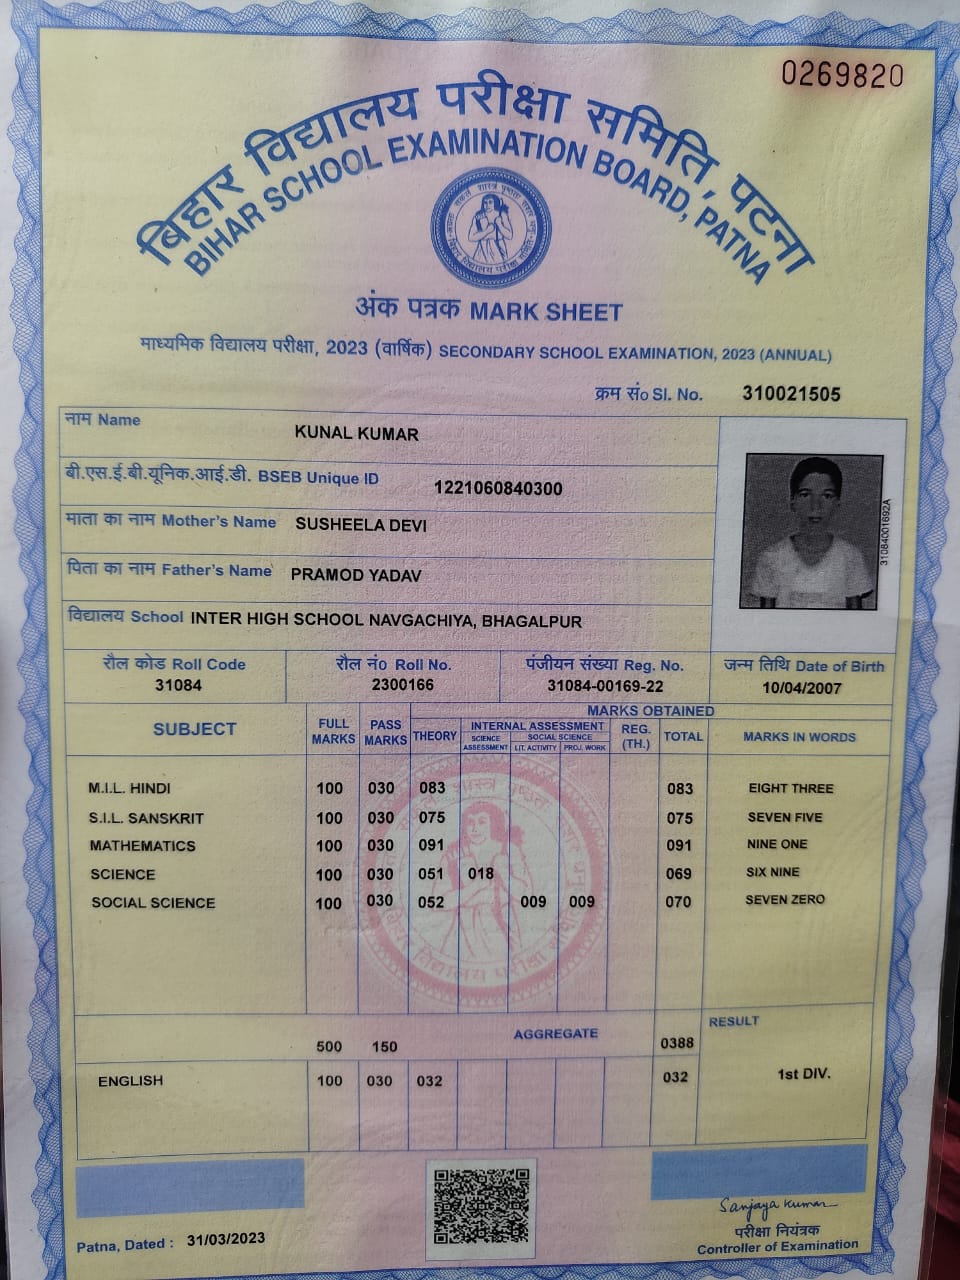 0269820
बिहार विद्यालय परीक्षा समिति, पटना
BIHAR SCHOOL EXAMINATION BOARD, PATNA
अंक पत्रक MARK SHEET
माध्यमिक विद्यालय परीक्षा, 2023 (वार्षिक) SECONDARY SCHOOL EXAMINATION, 2023 (ANNUAL)
क्रम सं० Sl. No. 310021505
नाम Name KUNAL KUMAR
बी.एस.ई.बी.यूनिक.आई.डी. BSEB Unique ID 1221060840300
माता का नाम Mother's Name SUSHEELA DEVI
पिता का नाम Father's Name PRAMOD YADAV
31084001692A
विद्यालय School INTER HIGH SCHOOL NAVGACHIYA, BHAGALPUR
रौल कोड Roll Code रौल नं० Roll No. पंजीयन संख्या Reg. No. जन्म तिथि Date of Birth
31084 2300166 31084-00169-22 10/04/2007
MARKS OBTAINED
SUBJECT FULL MARKS PASS MARKS THEORY INTERNAL ASSESSMENT REG. (TH.) TOTAL MARKS IN WORDS
SCIENCE ASSESSMENT SOCIAL SCIENCE
LIT. ACTIVITY PROJ. WORK
M.I.L. HINDI 100 030 083 083 EIGHT THREE
S.I.L. SANSKRIT 100 030 075 075 SEVEN FIVE
MATHEMATICS 100 030 091 091 NINE ONE
SCIENCE 100 030 051 018 069 SIX NINE
SOCIAL SCIENCE 100 030 052 009 009 070 SEVEN ZERO
500 150 AGGREGATE 0388 RESULT
ENGLISH 100 030 032 032 1st DIV.
Sanjaya Kumar
Patna, Dated : 31/03/2023
परीक्षा नियंत्रक
Controller of Examination